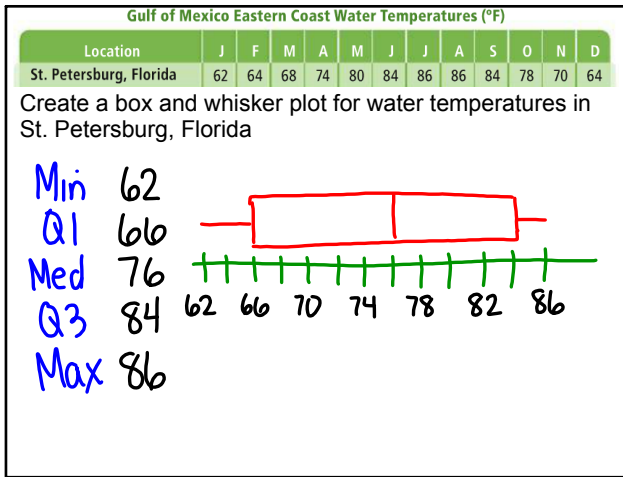 Gulf of Mexico Eastern Coast Water Temperatures (°F)
Location J F M A M J J A S O N D
St. Petersburg, Florida 62 64 68 74 80 84 86 86 84 78 70 64
Create a box and whisker plot for water temperatures in
St. Petersburg, Florida
Min 62
Q1 66
Med 76
Q3 84
Max 86
62 66 70 74 78 82 86